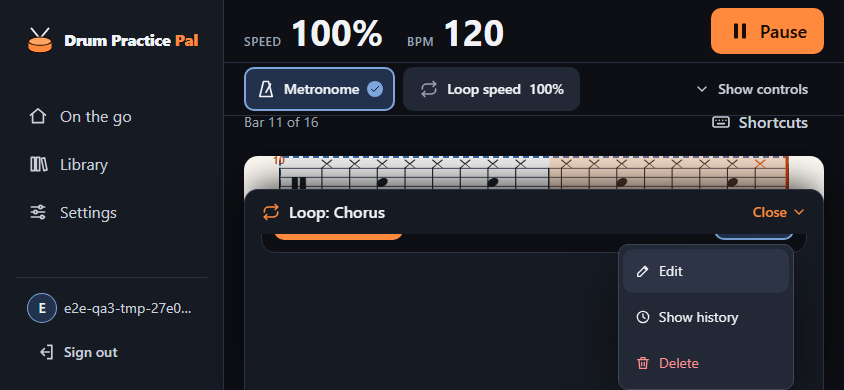 Drum Practice Pal
SPEED 100% BPM 120
Pause
Metronome
Loop speed 100%
Show controls
On the go
Library
Settings
Bar 11 of 16
Shortcuts
10
Loop: Chorus
Close
Edit
Show history
Delete
E
e2e-qa3-tmp-27e0...
Sign out